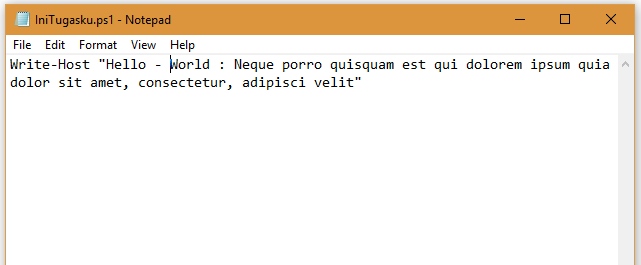 IniTugasku.ps1 - Notepad
File Edit Format View Help
Write-Host "Hello - World : Neque porro quisquam est qui dolorem ipsum quia
dolor sit amet, consectetur, adipisci velit"